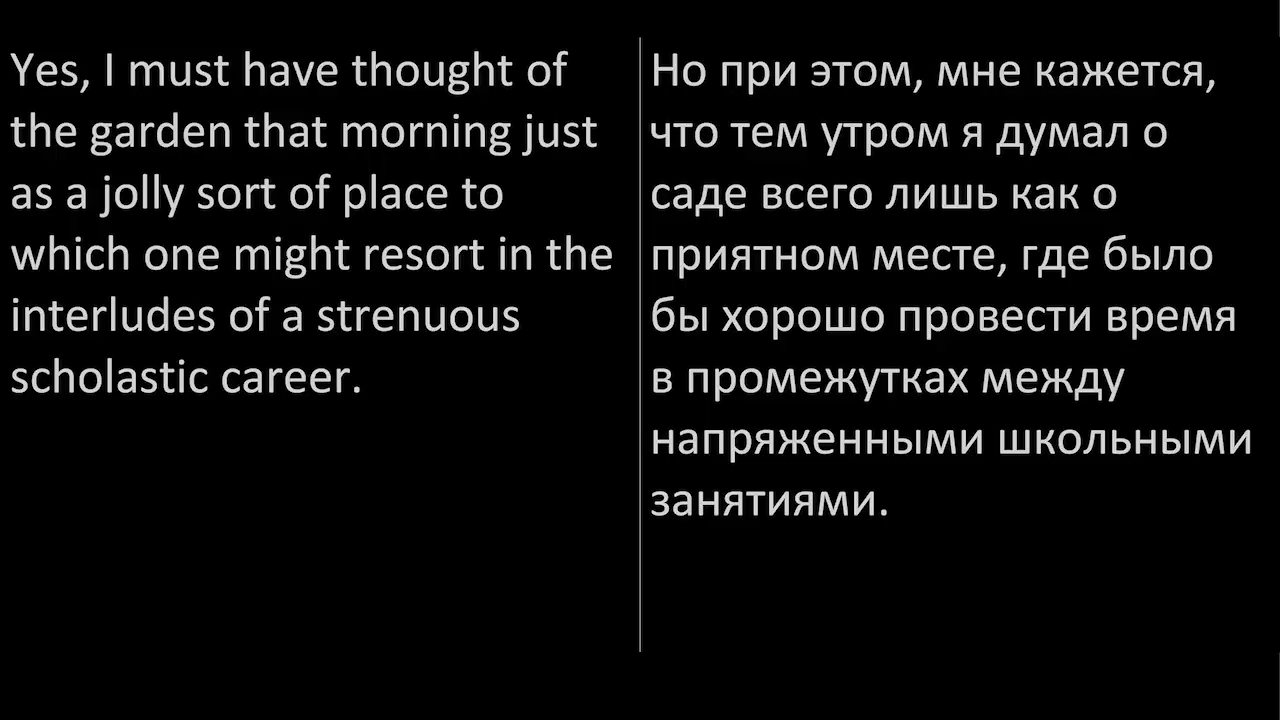 Yes, I must have thought of
the garden that morning just
as a jolly sort of place to
which one might resort in the
interludes of a strenuous
scholastic career.
Но при этом, мне кажется,
что тем утром я думал о
саде всего лишь как о
приятном месте, где было
бы хорошо провести время
в промежутках между
напряженными школьными
занятиями.